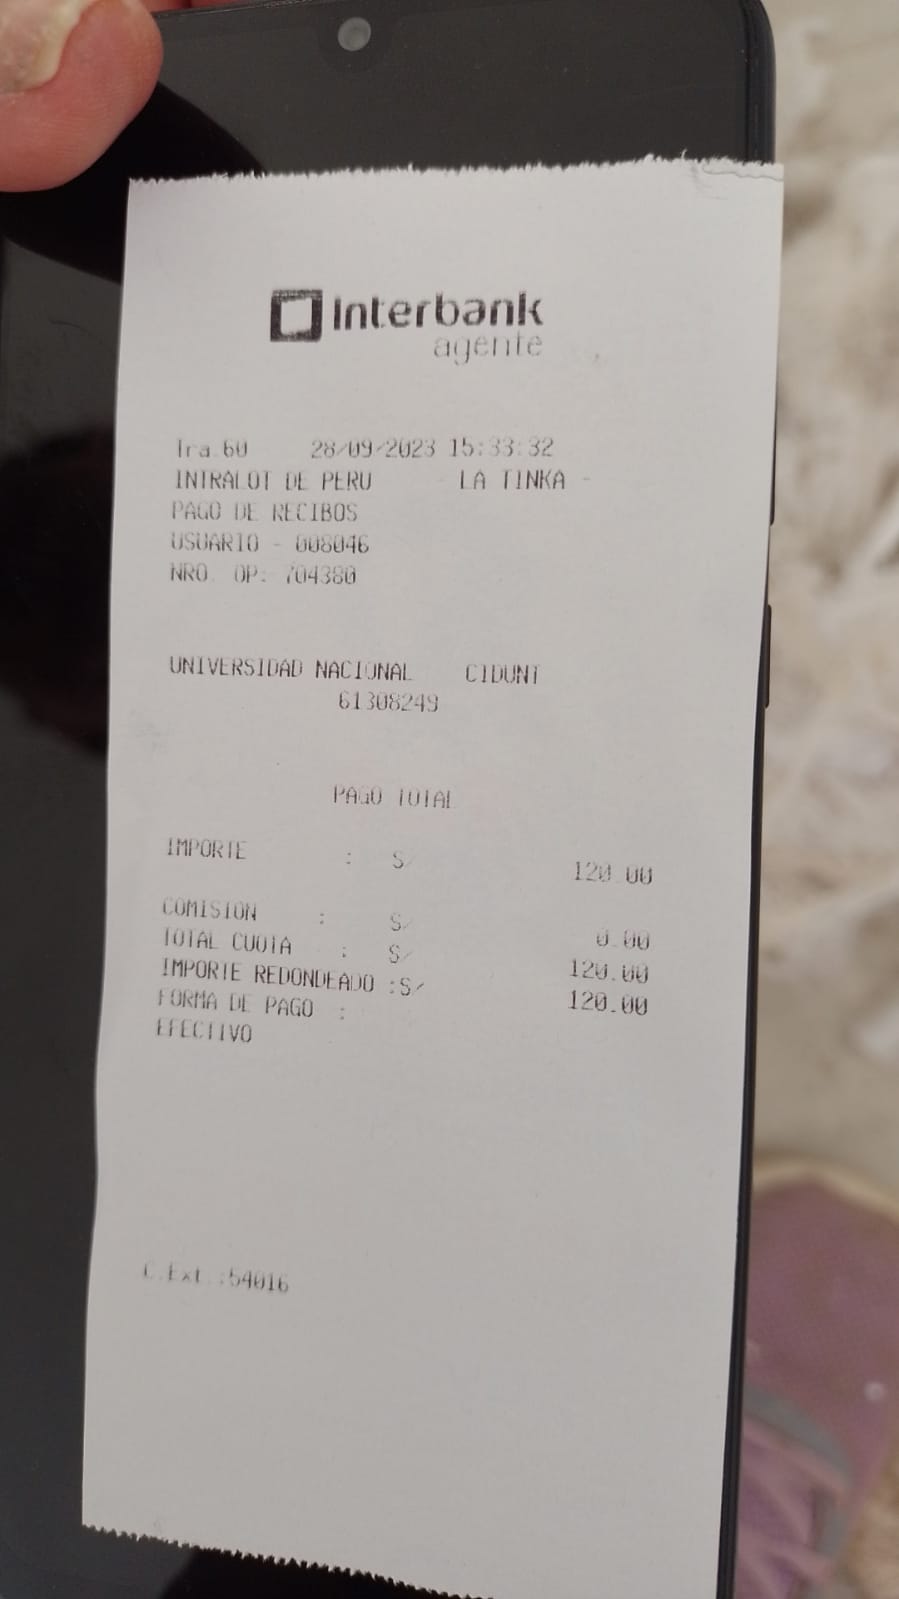 Interbank
agente
Tra.60 28/09/2023 15:33:32
INTRALOT DE PERU - LA TINKA -
PAGO DE RECIBOS
USUARIO - 008046
NRO. OP: 704380
UNIVERSIDAD NACIONAL CIDUNT
61308249
PAGO TOTAL
IMPORTE : S/ 120.00
COMISION : S/ 0.00
TOTAL CUOTA : S/ 120.00
IMPORTE REDONDEADO :S/ 120.00
FORMA DE PAGO :
EFECTIVO
C.Ext.:54016